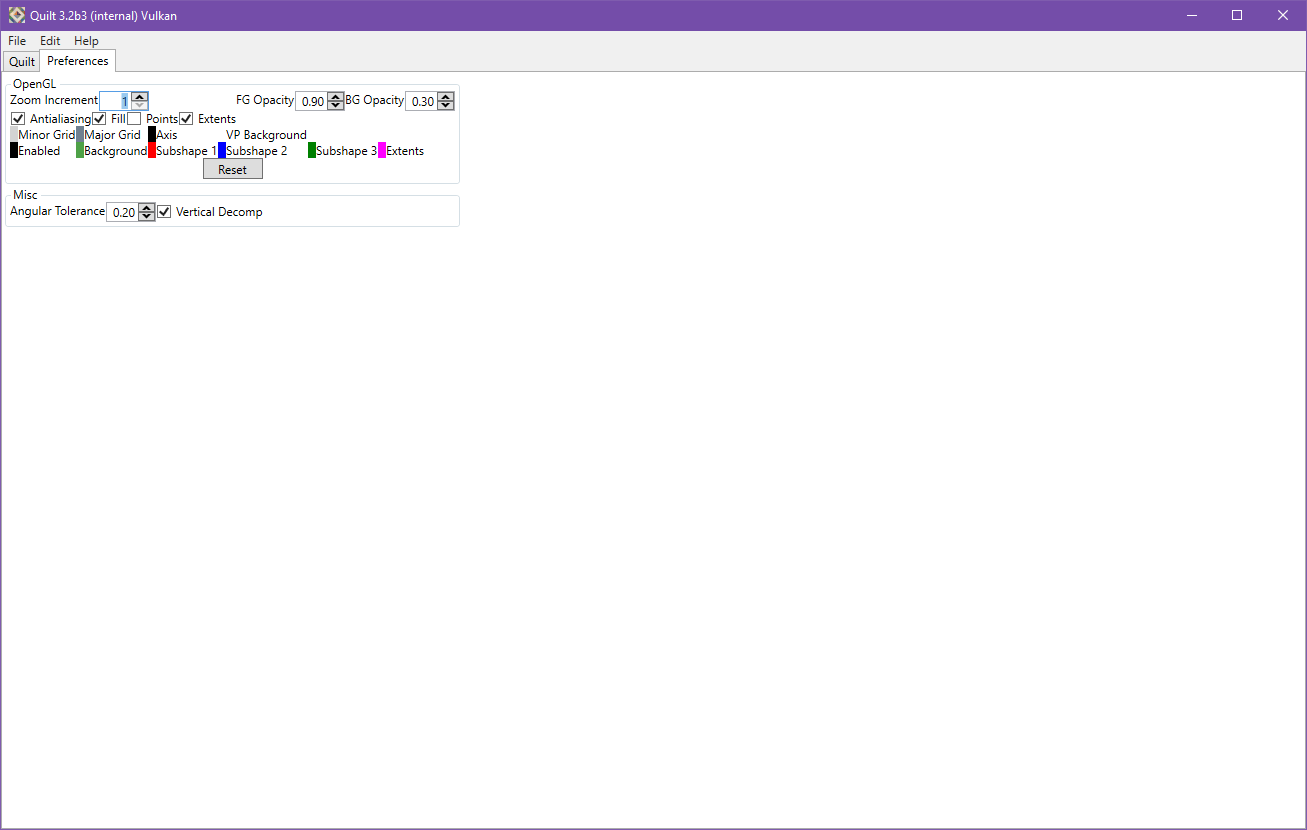 Quilt 3.2b3 (internal) Vulkan
File Edit Help
Quilt Preferences
OpenGL
Zoom Increment 1 FG Opacity 0.90 BG Opacity 0.30
Antialiasing Fill Points Extents
Minor Grid Major Grid Axis VP Background
Enabled Background Subshape 1 Subshape 2 Subshape 3 Extents
Reset
Misc
Angular Tolerance 0.20 Vertical Decomp